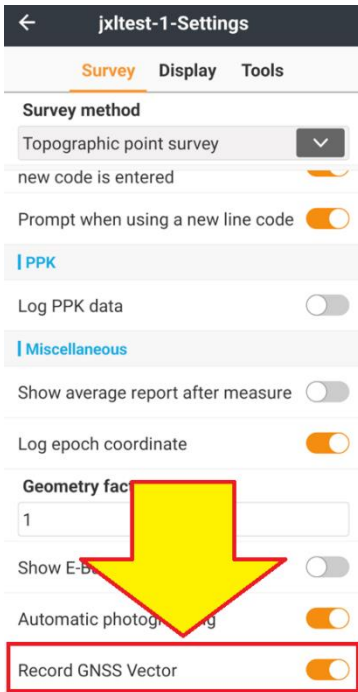 jxltest-1-Settings
Survey Display Tools
Survey method
Topographic point survey
new code is entered
Prompt when using a new line code
PPK
Log PPK data
Miscellaneous
Show average report after measure
Log epoch coordinate
Geometry
1
Show
Automatic
Record GNSS Vector